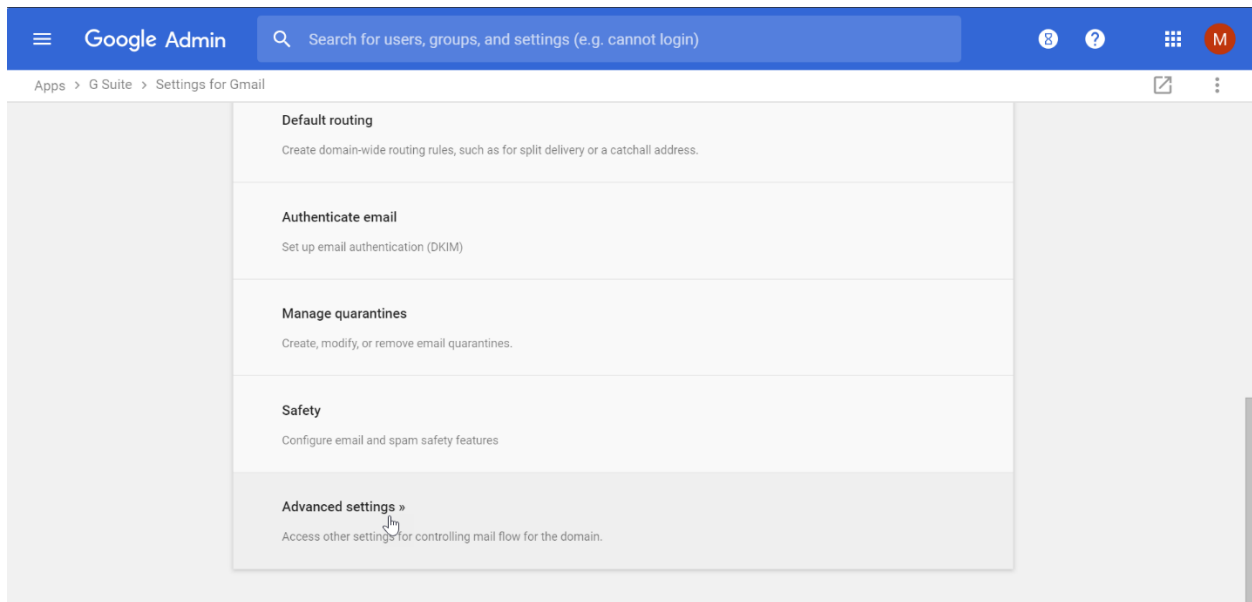 Google Admin
Search for users, groups, and settings (e.g. cannot login)
8
?
M
Apps > G Suite > Settings for Gmail
Default routing
Create domain-wide routing rules, such as for split delivery or a catchall address.
Authenticate email
Set up email authentication (DKIM)
Manage quarantines
Create, modify, or remove email quarantines.
Safety
Configure email and spam safety features
Advanced settings »
Access other settings for controlling mail flow for the domain.